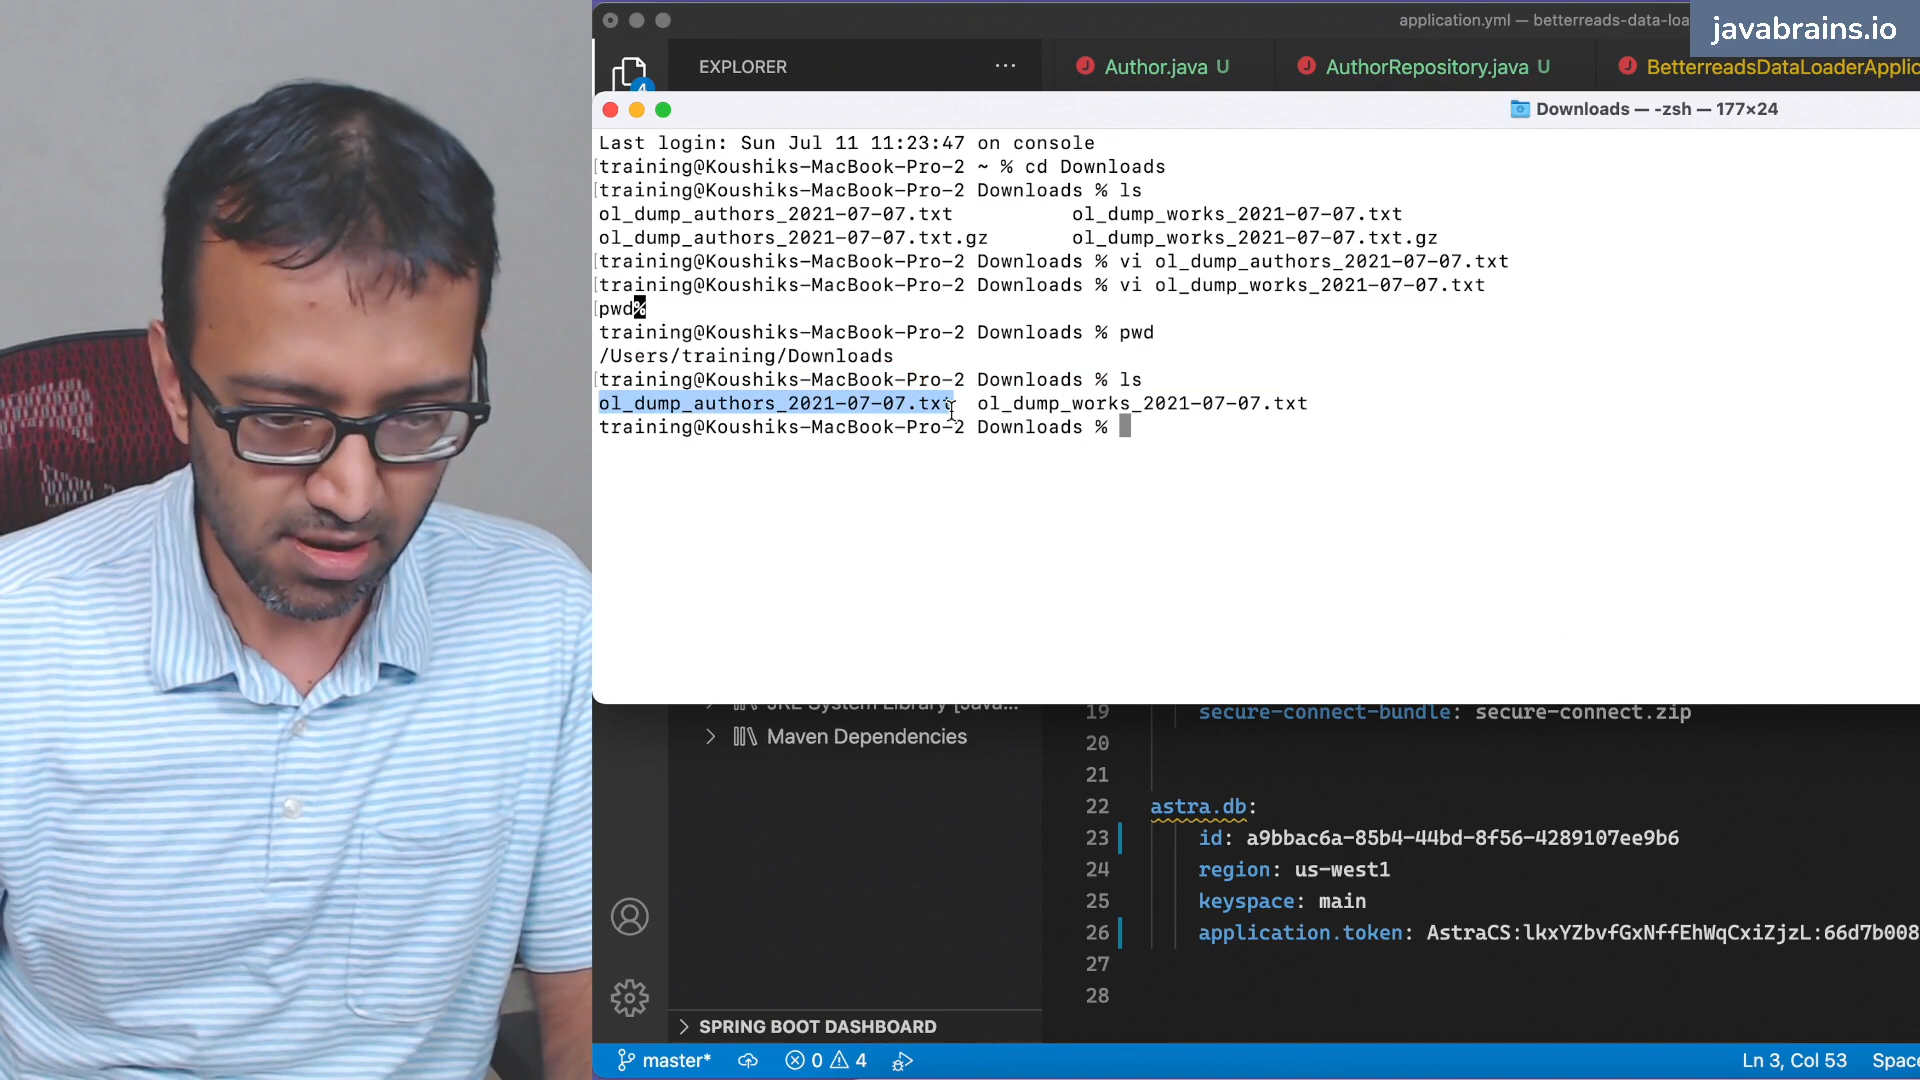 application.yml — betterreads-data-loa
javabrains.io
EXPLORER
···
Author.java U
AuthorRepository.java U
BetterreadsDataLoaderApplic
4
Downloads — -zsh — 177×24
Last login: Sun Jul 11 11:23:47 on console
[training@Koushiks-MacBook-Pro-2 ~ % cd Downloads
[training@Koushiks-MacBook-Pro-2 Downloads % ls
ol_dump_authors_2021-07-07.txt ol_dump_works_2021-07-07.txt
ol_dump_authors_2021-07-07.txt.gz ol_dump_works_2021-07-07.txt.gz
[training@Koushiks-MacBook-Pro-2 Downloads % vi ol_dump_authors_2021-07-07.txt
[training@Koushiks-MacBook-Pro-2 Downloads % vi ol_dump_works_2021-07-07.txt
[pwd%
training@Koushiks-MacBook-Pro-2 Downloads % pwd
/Users/training/Downloads
[training@Koushiks-MacBook-Pro-2 Downloads % ls
ol_dump_authors_2021-07-07.txt ol_dump_works_2021-07-07.txt
training@Koushiks-MacBook-Pro-2 Downloads %
JRE System Library [Java...
Maven Dependencies
19 secure-connect-bundle: secure-connect.zip
20
21
22 astra.db:
23 id: a9bbac6a-85b4-44bd-8f56-4289107ee9b6
24 region: us-west1
25 keyspace: main
26 application.token: AstraCS:lkxYZbvfGxNffEhWqCxiZjzL:66d7b008
27
28
SPRING BOOT DASHBOARD
master* 0 4
Ln 3, Col 53 Space